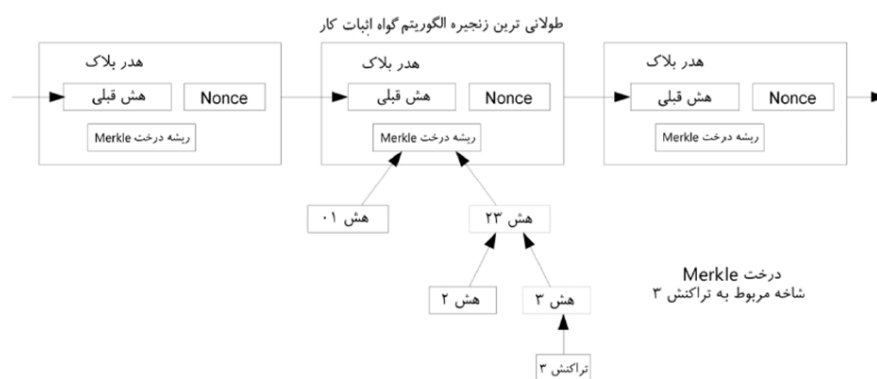 طولانی ترین زنجیره الگوریتم گواه اثبات کار
هدر بلاک
هش قبلی
Nonce
ریشه درخت Merkle
هدر بلاک
هش قبلی
Nonce
ریشه درخت Merkle
هدر بلاک
هش قبلی
Nonce
ریشه درخت Merkle
هش ۰۱
هش ۲۳
هش ۲
هش ۳
تراکنش ۳
درخت Merkle
شاخه مربوط به تراکنش ۳